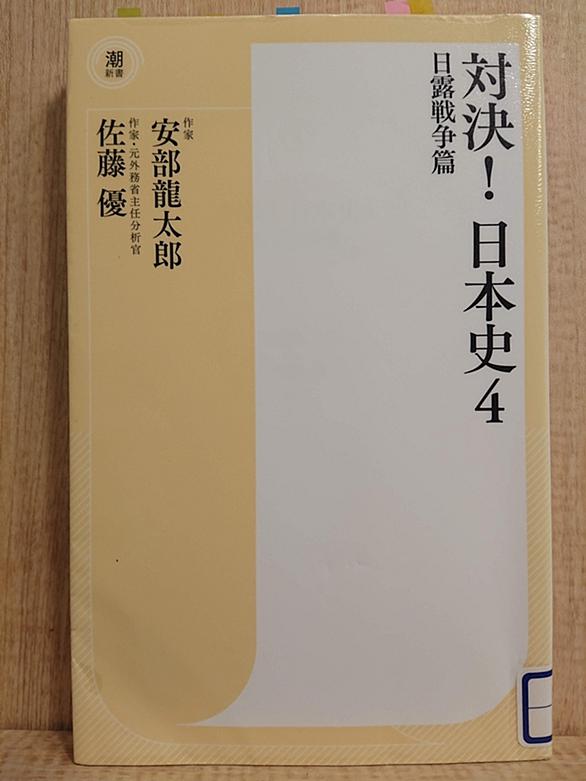 対決！日本史4
日露戦争篇
作家
安部龍太郎
作家・元外務省主任分析官
佐藤 優
潮
新書